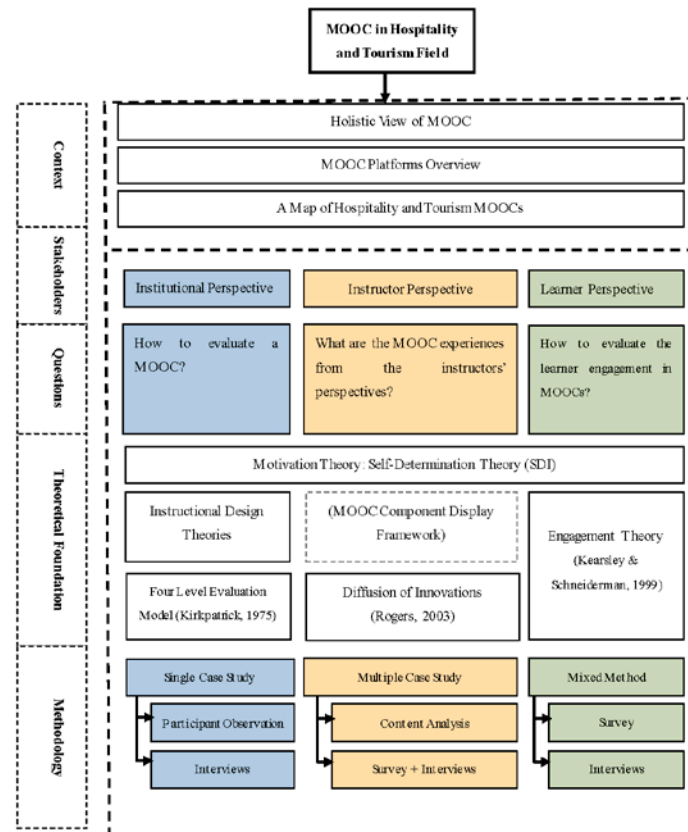 MOOC in Hospitality
and Tourism Field
Context
Holistic View of MOOC
MOOC Platforms Overview
A Map of Hospitality and Tourism MOOCs
Stakeholders
Institutional Perspective
Instructor Perspective
Learner Perspective
Questions
How to evaluate a
MOOC?
What are the MOOC experiences
from the instructors'
perspectives?
How to evaluate the
learner engagement in
MOOCs?
Theoretical Foundation
Motivation Theory: Self-Determination Theory (SDI)
Instructional Design
Theories
(MOOC Component Display
Framework)
Engagement Theory
(Kearsley &
Schneiderman, 1999)
Four Level Evaluation
Model (Kirkpatrick, 1975)
Diffusion of Innovations
(Rogers, 2003)
Methodology
Single Case Study
Participant Observation
Interviews
Multiple Case Study
Content Analysis
Survey + Interviews
Mixed Method
Survey
Interviews